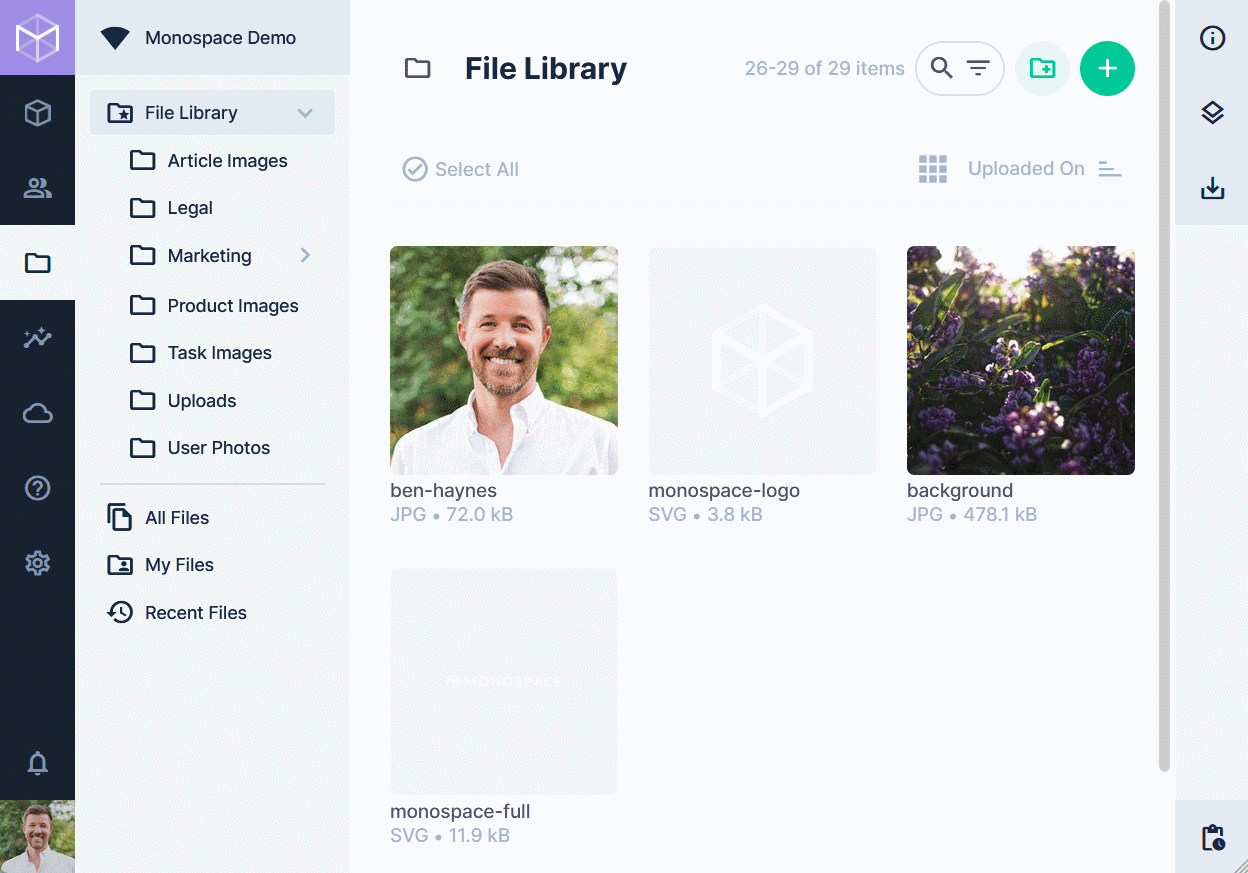 Monospace Demo
File Library
Article Images
Legal
Marketing
Product Images
Task Images
Uploads
User Photos
All Files
My Files
Recent Files
File Library
26-29 of 29 items
Select All
Uploaded On
ben-haynes
JPG • 72.0 kB
monospace-logo
SVG • 3.8 kB
background
JPG • 478.1 kB
MONOSPACE
monospace-full
SVG • 11.9 kB